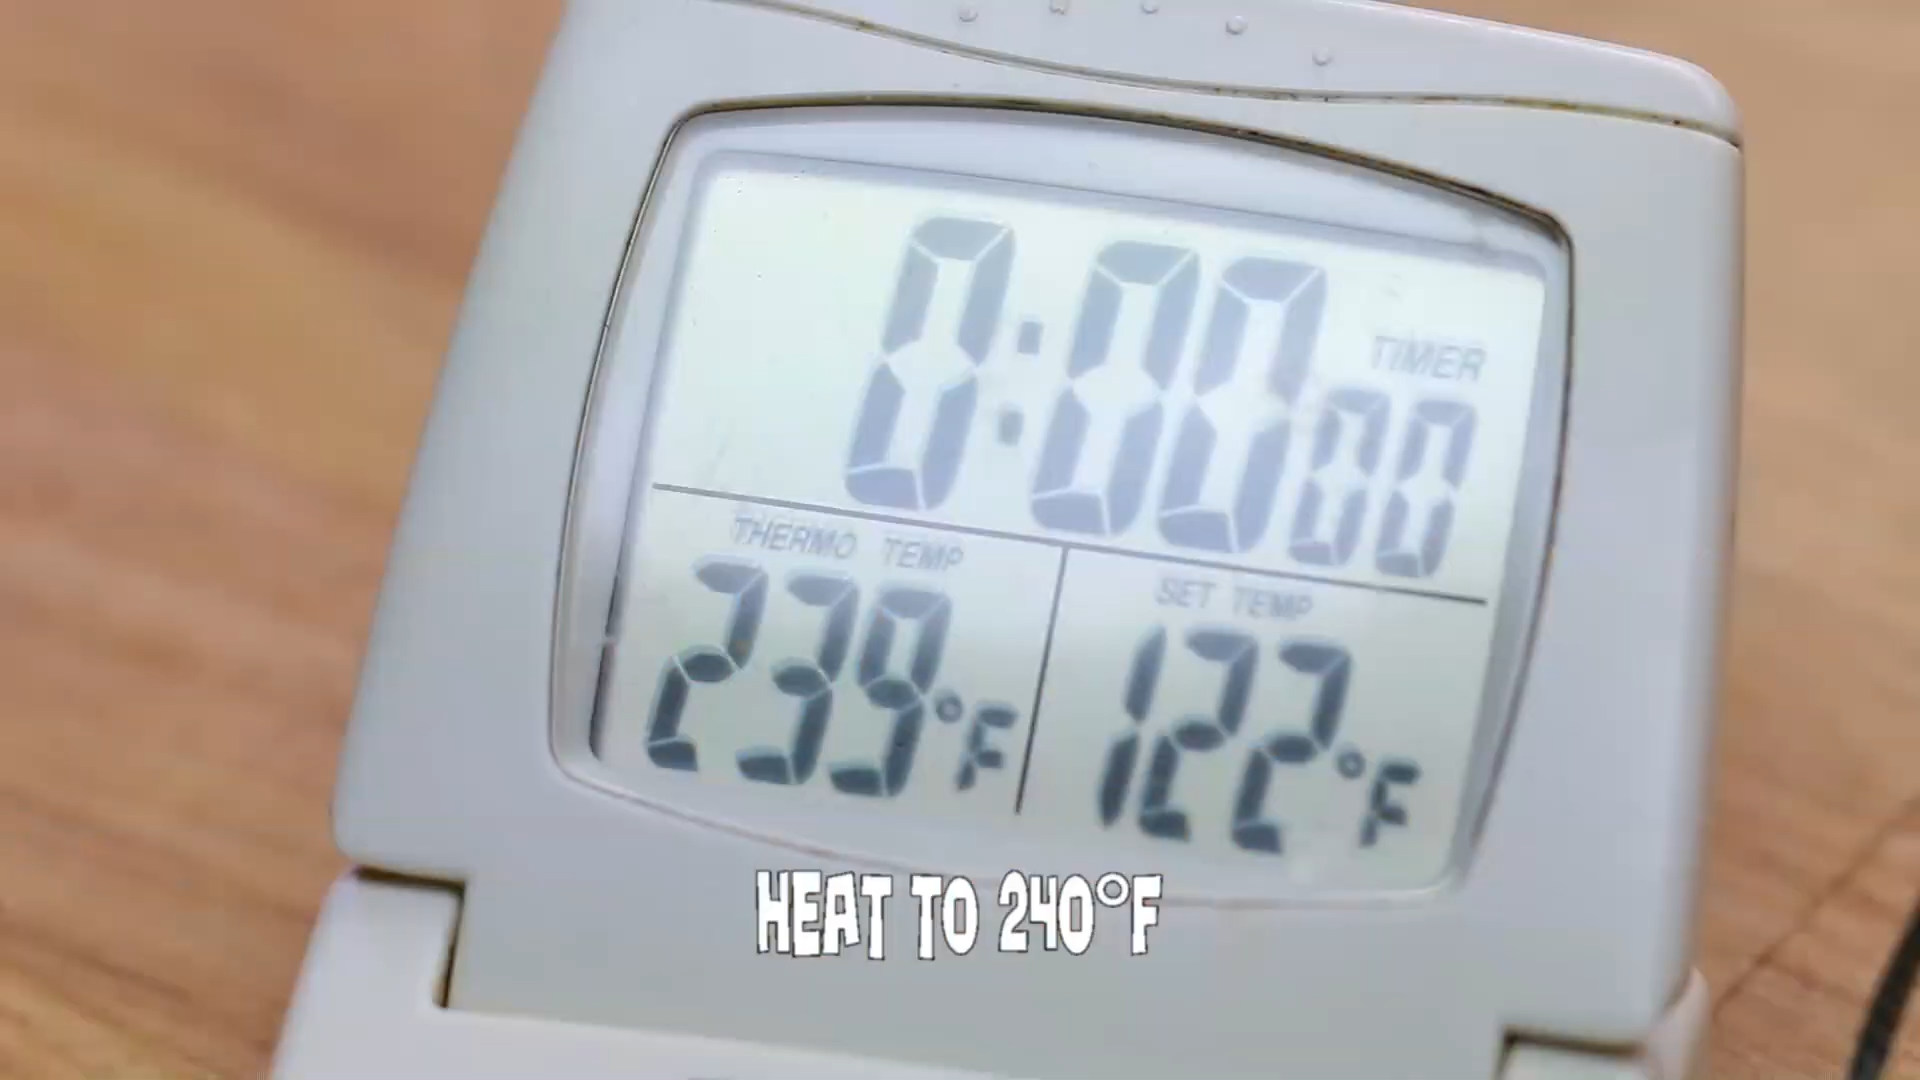 0:00 00
TIMER
THERMO TEMP
239°F
SET TEMP
122°F
HEAT TO 240°F